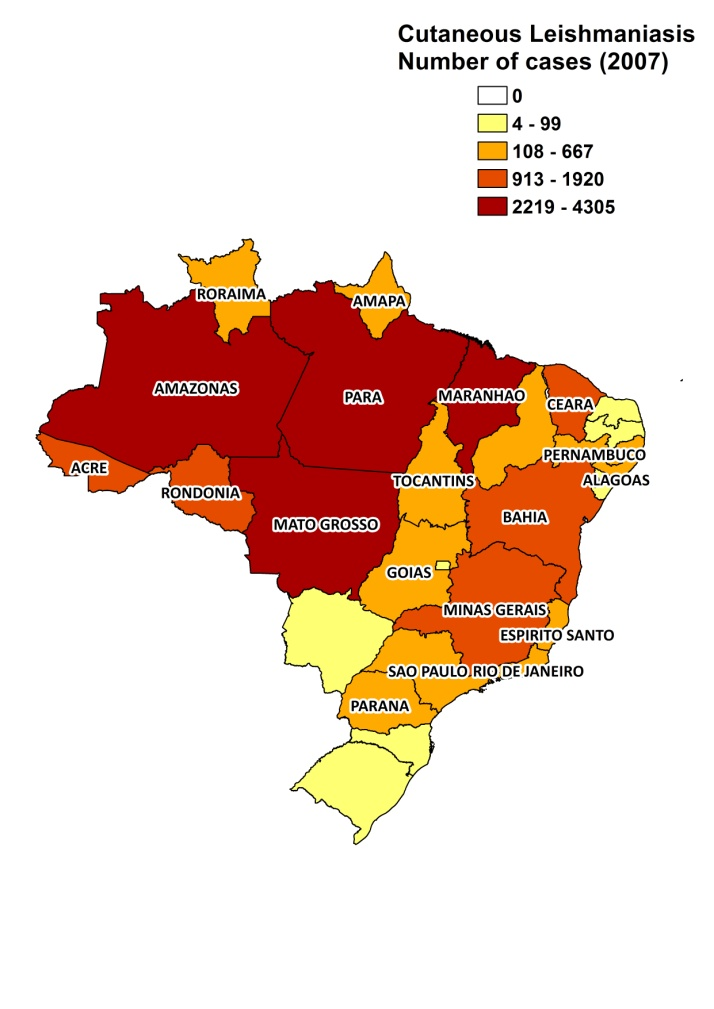 Cutaneous Leishmaniasis
Number of cases (2007)
0
4 - 99
108 - 667
913 - 1920
2219 - 4305
RORAIMA
AMAPA
AMAZONAS
PARA
MARANHAO
CEARA
PERNAMBUCO
ACRE
TOCANTINS
ALAGOAS
RONDONIA
BAHIA
MATO GROSSO
GOIAS
MINAS GERAIS
ESPIRITO SANTO
SAO PAULO
RIO DE JANEIRO
PARANA